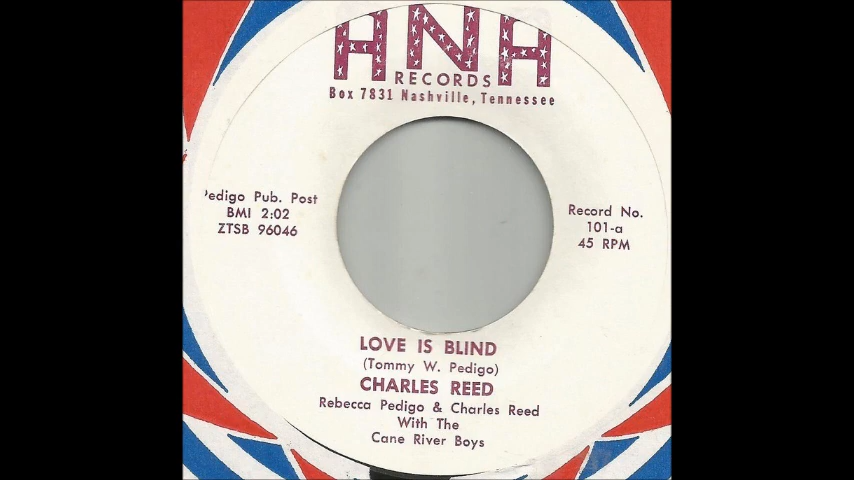 ANA
RECORDS
Box 7831 Nashville, Tennessee
Pedigo Pub. Post
BMI 2:02
ZTSB 96046
Record No.
101-a
45 RPM
LOVE IS BLIND
(Tommy W. Pedigo)
CHARLES REED
Rebecca Pedigo & Charles Reed
With The
Cane River Boys